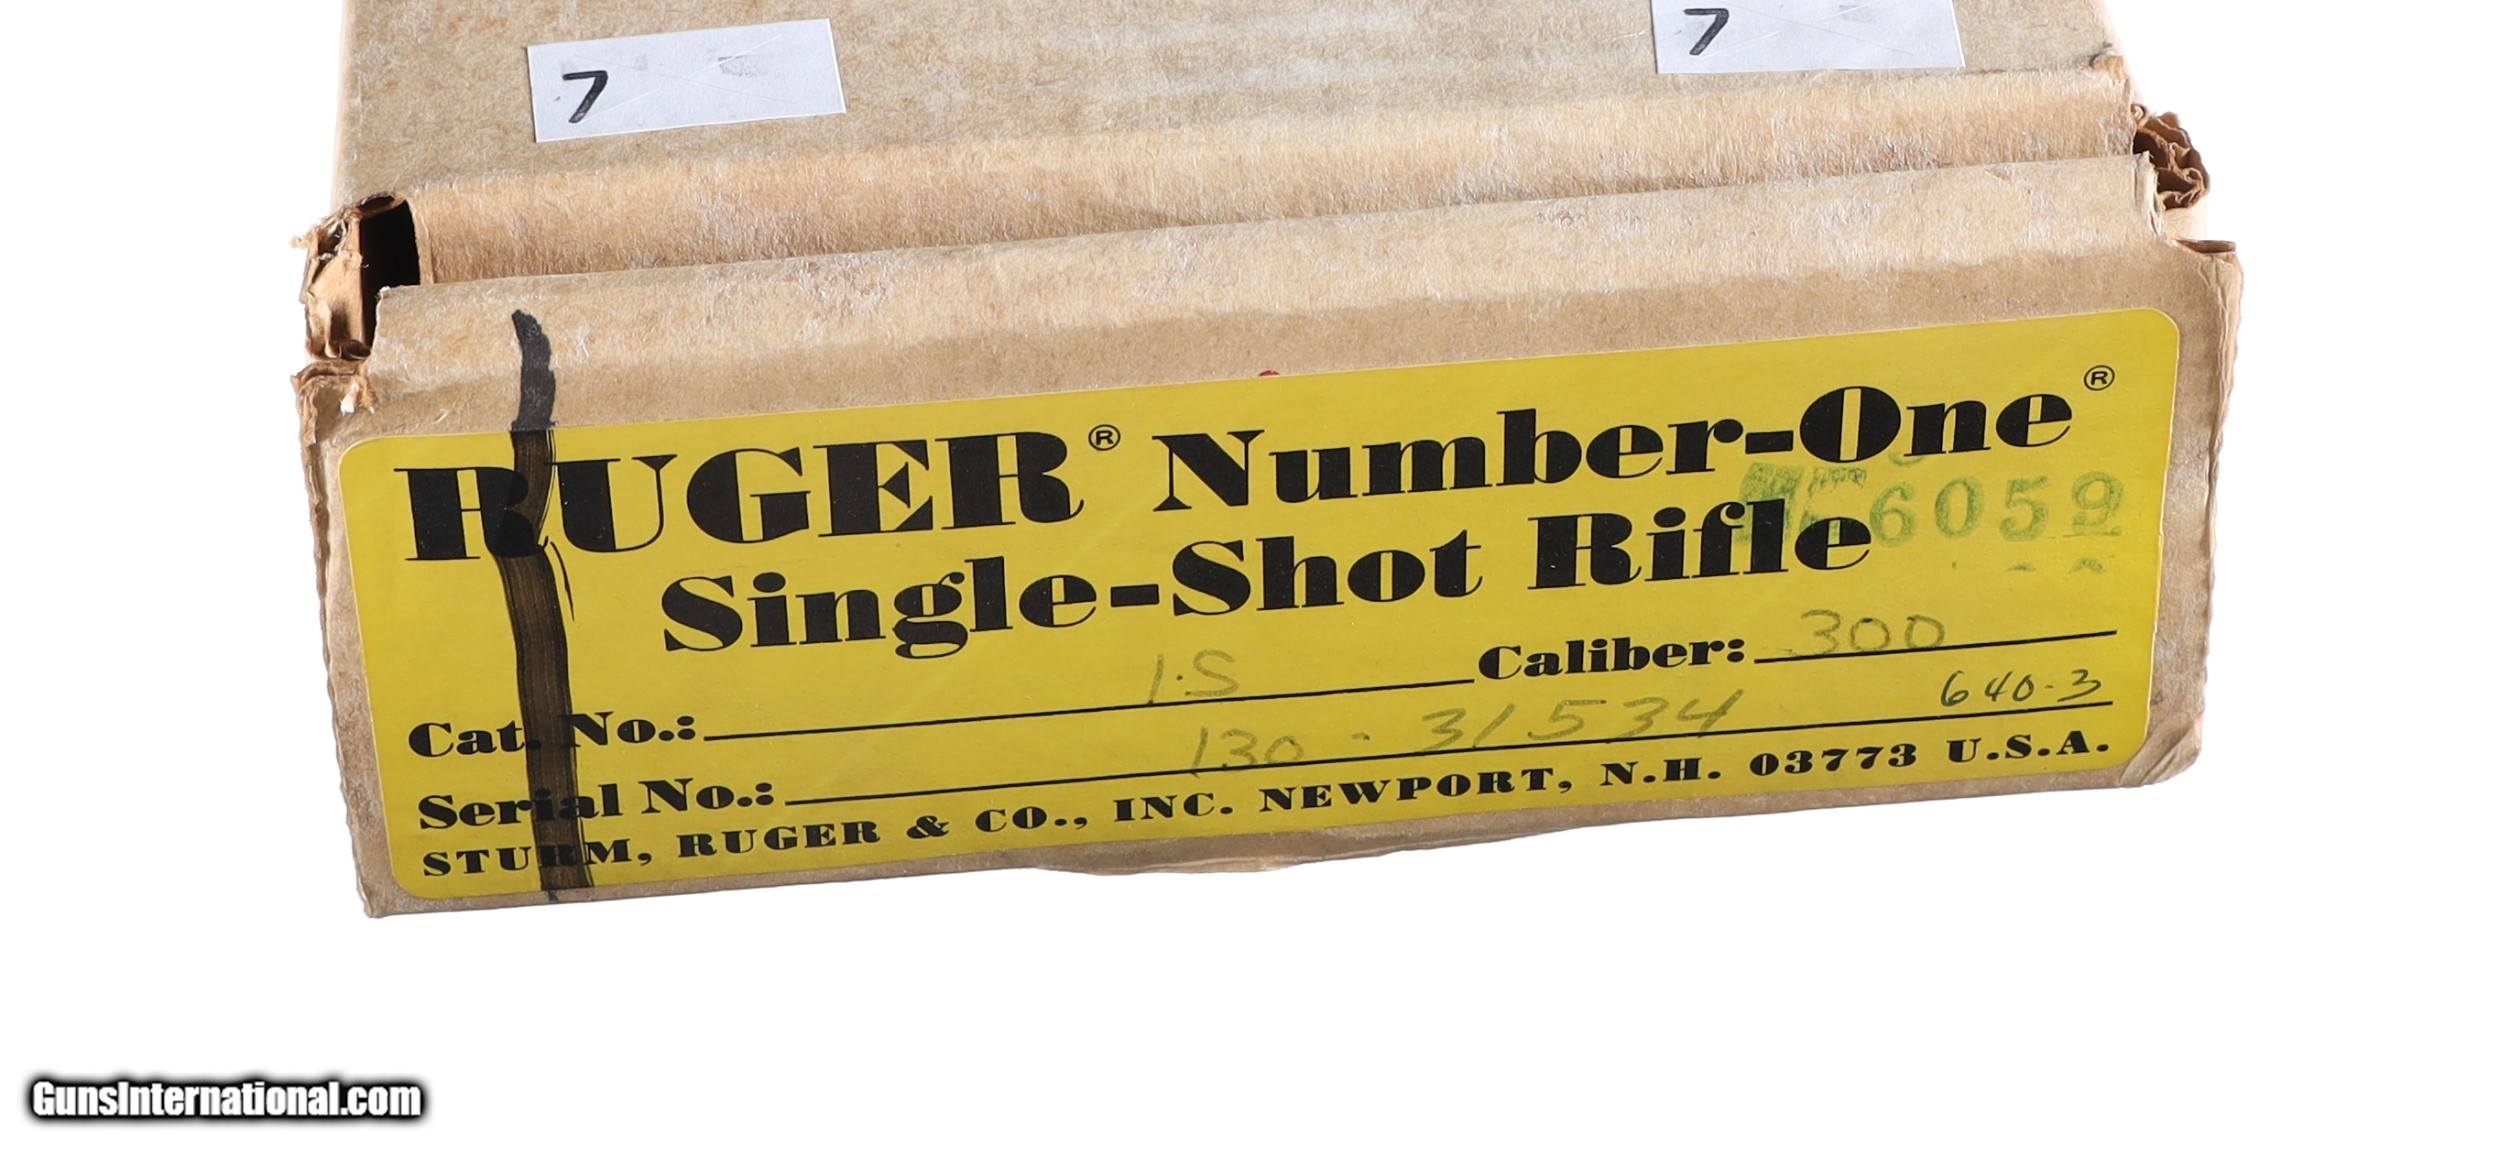 7 7
RUGER® Number-One®
Single-Shot Rifle 6059
Cat. No.: 1-S Caliber: 300
Serial No.: 130-31534 640-3
STURM, RUGER & CO., INC. NEWPORT, N.H. 03773 U.S.A.
GunsInternational.com